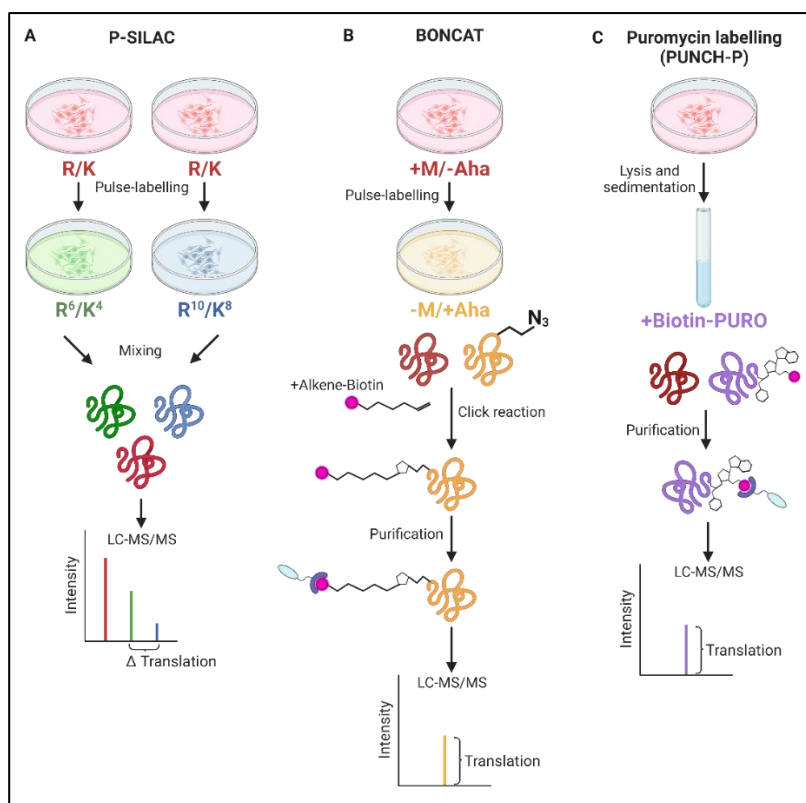 A
P-SILAC
R/K
R/K
Pulse-labelling
R⁶/K⁴
R¹⁰/K⁸
Mixing
LC-MS/MS
Intensity
Δ Translation
B
BONCAT
+M/-Aha
Pulse-labelling
-M/+Aha
N₃
+Alkene-Biotin
Click reaction
Purification
LC-MS/MS
Intensity
Translation
C
Puromycin labelling
(PUNCH-P)
Lysis and
sedimentation
+Biotin-PURO
Purification
LC-MS/MS
Intensity
Translation